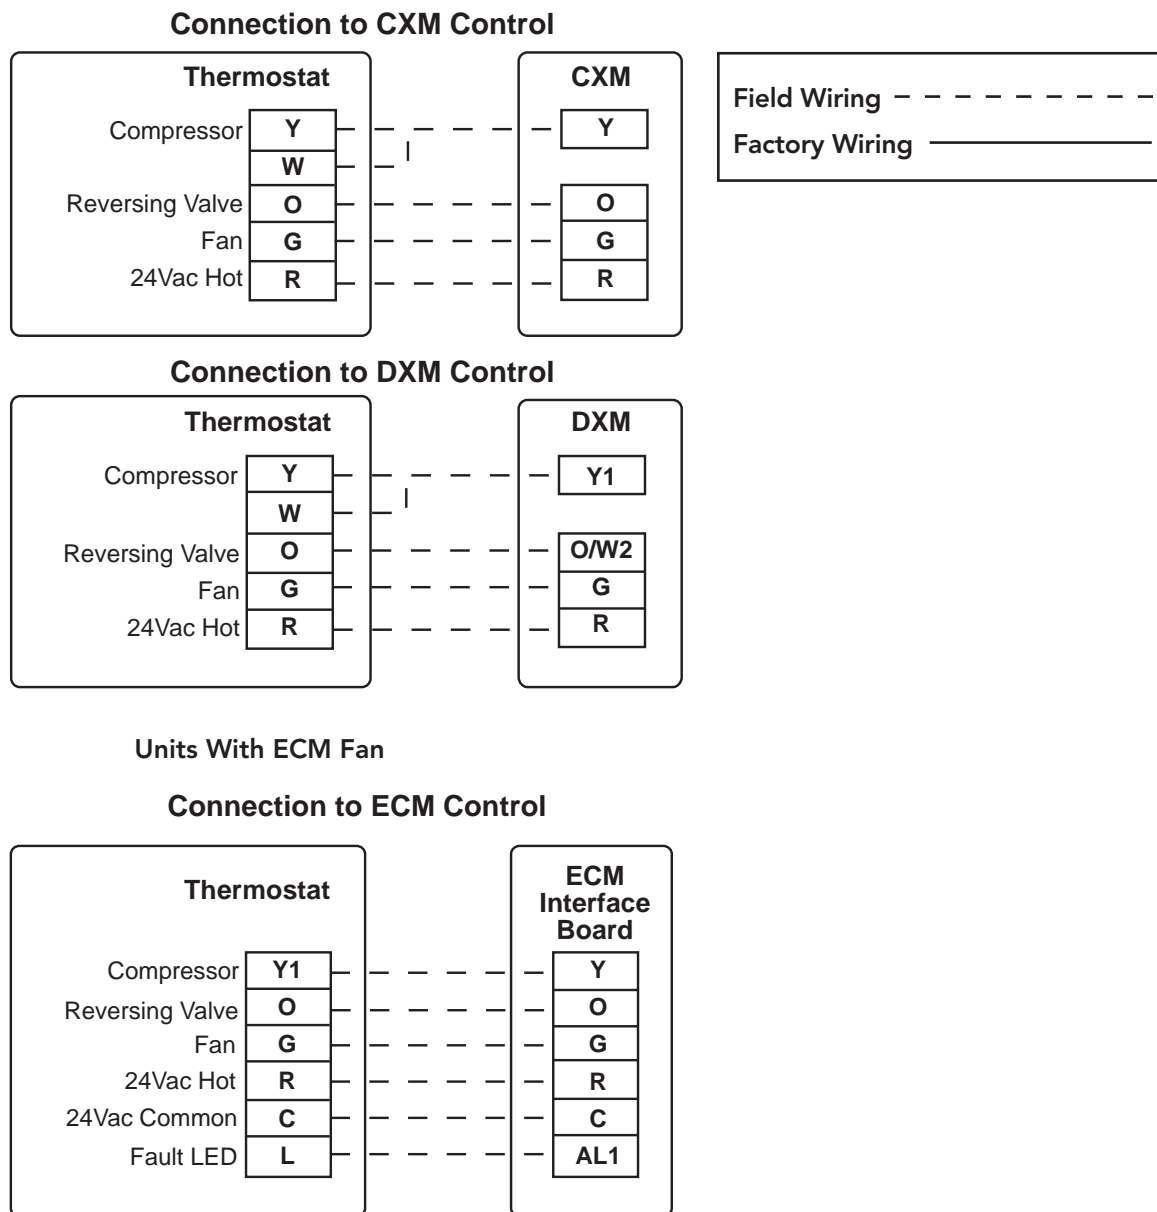 Connection to CXM Control
Thermostat
CXM
Field Wiring
Factory Wiring
Compressor Y Y
W
Reversing Valve O O
Fan G G
24Vac Hot R R
Connection to DXM Control
Thermostat
DXM
Compressor Y Y1
W
Reversing Valve O O/W2
Fan G G
24Vac Hot R R
Units With ECM Fan
Connection to ECM Control
Thermostat
ECM
Interface
Board
Compressor Y1 Y
Reversing Valve O O
Fan G G
24Vac Hot R R
24Vac Common C C
Fault LED L AL1